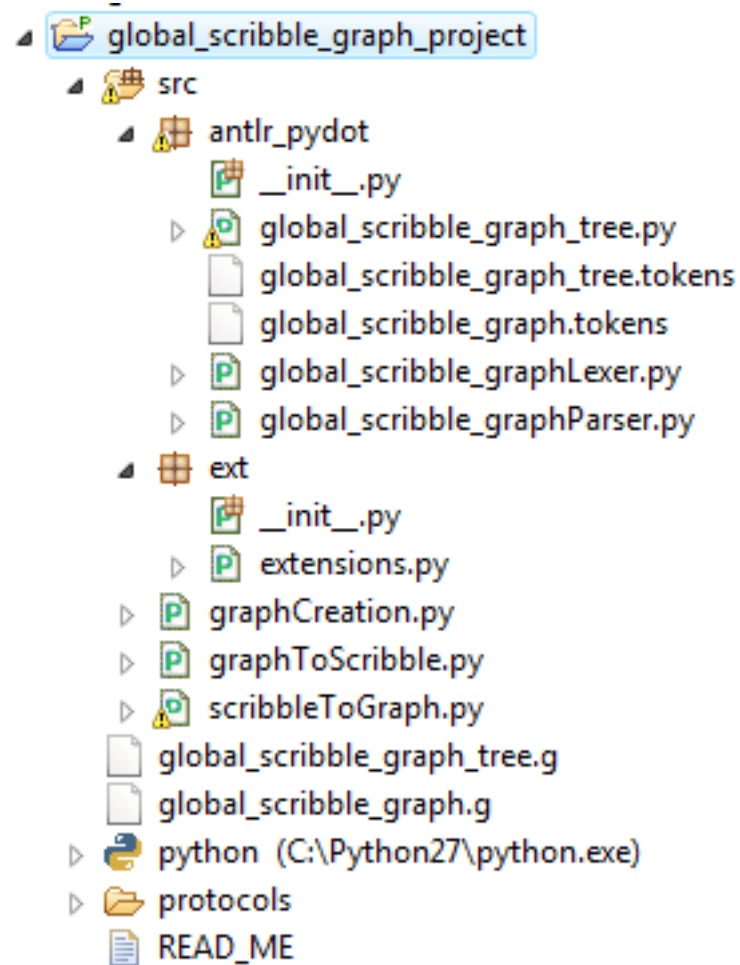 global_scribble_graph_project
src
antlr_pydot
__init__.py
global_scribble_graph_tree.py
global_scribble_graph_tree.tokens
global_scribble_graph.tokens
global_scribble_graphLexer.py
global_scribble_graphParser.py
ext
__init__.py
extensions.py
graphCreation.py
graphToScribble.py
scribbleToGraph.py
global_scribble_graph_tree.g
global_scribble_graph.g
python (C:\Python27\python.exe)
protocols
READ_ME